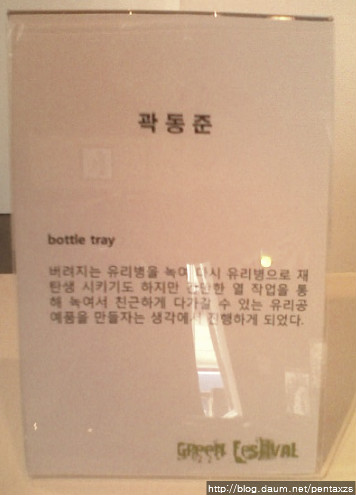 곽동준
bottle tray
버려지는 유리병을 녹여 다시 유리병으로 재
탄생 시키기도 하지만 간단한 열 작업을 통
해 녹여서 친근하게 다가갈 수 있는 유리공
예품을 만들자는 생각에서 진행하게 되었다.
Green Festival
http://blog.daum.net/pentaxzs